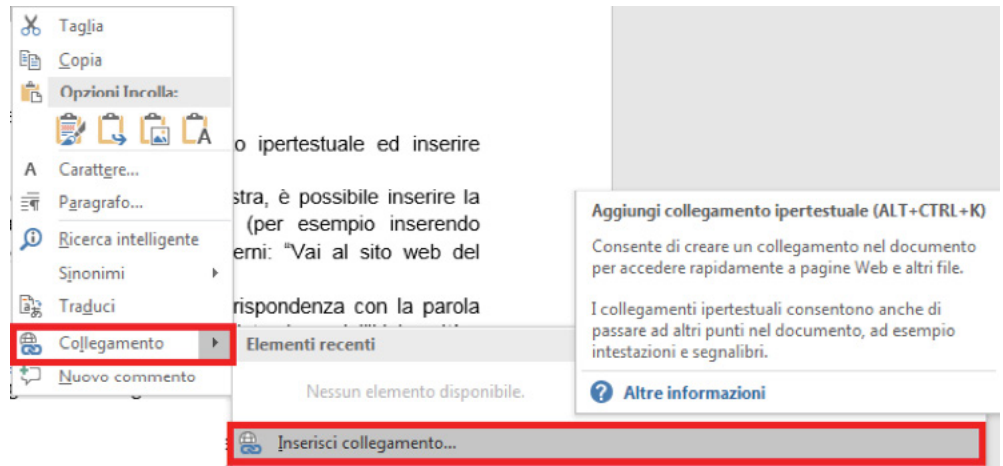 Taglia
Copia
Opzioni Incolla:
A
Carattere...
Paragrafo...
Ricerca intelligente
Sinonimi
Traduci
Collegamento
Nuovo commento
o ipertestuale ed inserire
stra, è possibile inserire la
(per esempio inserendo
erni: “Vai al sito web del
rispondenza con la parola
Elementi recenti
Nessun elemento disponibile.
Inserisci collegamento...
Aggiungi collegamento ipertestuale (ALT+CTRL+K)
Consente di creare un collegamento nel documento
per accedere rapidamente a pagine Web e altri file.
I collegamenti ipertestuali consentono anche di
passare ad altri punti nel documento, ad esempio
intestazioni e segnalibri.
Altre informazioni